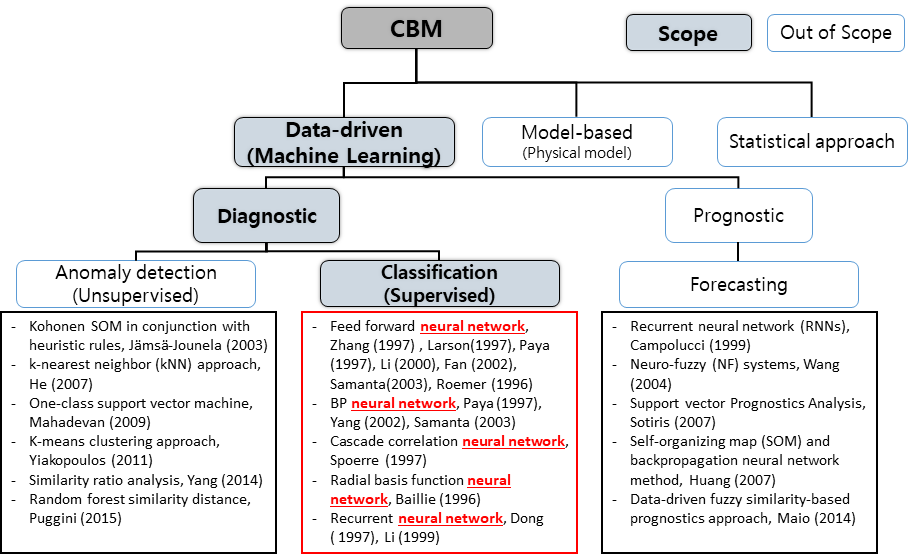 CBM
Scope
Out of Scope
Data-driven
(Machine Learning)
Model-based
(Physical model)
Statistical approach
Diagnostic
Prognostic
Anomaly detection
(Unsupervised)
Classification
(Supervised)
Forecasting
- Kohonen SOM in conjunction with
heuristic rules, Jämsä-Jounela (2003)
- k-nearest neighbor (kNN) approach,
He (2007)
- One-class support vector machine,
Mahadevan (2009)
- K-means clustering approach,
Yiakopoulos (2011)
- Similarity ratio analysis, Yang (2014)
- Random forest similarity distance,
Puggini (2015)
- Feed forward neural network,
Zhang (1997) , Larson(1997), Paya
(1997), Li (2000), Fan (2002),
Samanta(2003), Roemer (1996)
- BP neural network, Paya (1997),
Yang (2002), Samanta (2003)
- Cascade correlation neural network,
Spoerre (1997)
- Radial basis function neural
network, Baillie (1996)
- Recurrent neural network, Dong
(1997), Li (1999)
- Recurrent neural network (RNNs),
Campolucci (1999)
- Neuro-fuzzy (NF) systems, Wang
(2004)
- Support vector Prognostics Analysis,
Sotiris (2007)
- Self-organizing map (SOM) and
backpropagation neural network
method, Huang (2007)
- Data-driven fuzzy similarity-based
prognostics approach, Maio (2014)